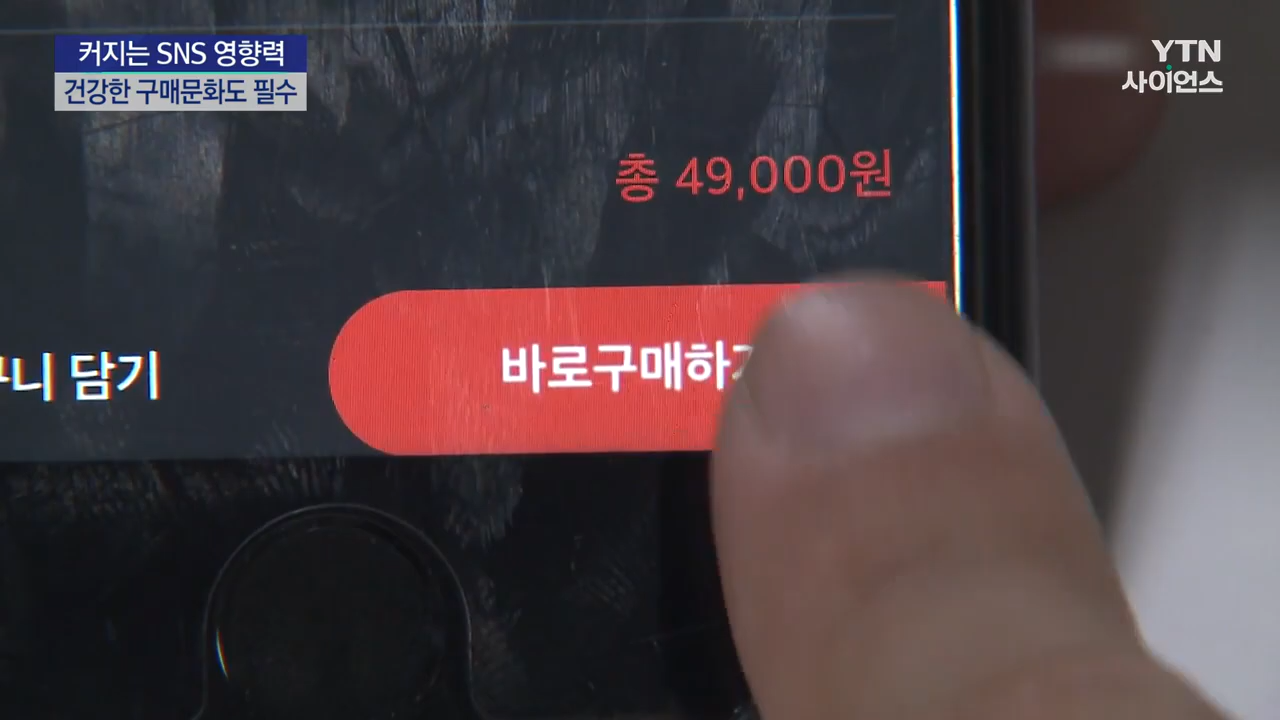 커지는 SNS 영향력
건강한 구매문화도 필수
YTN
사이언스
총 49,000원
니 담기
바로구매하